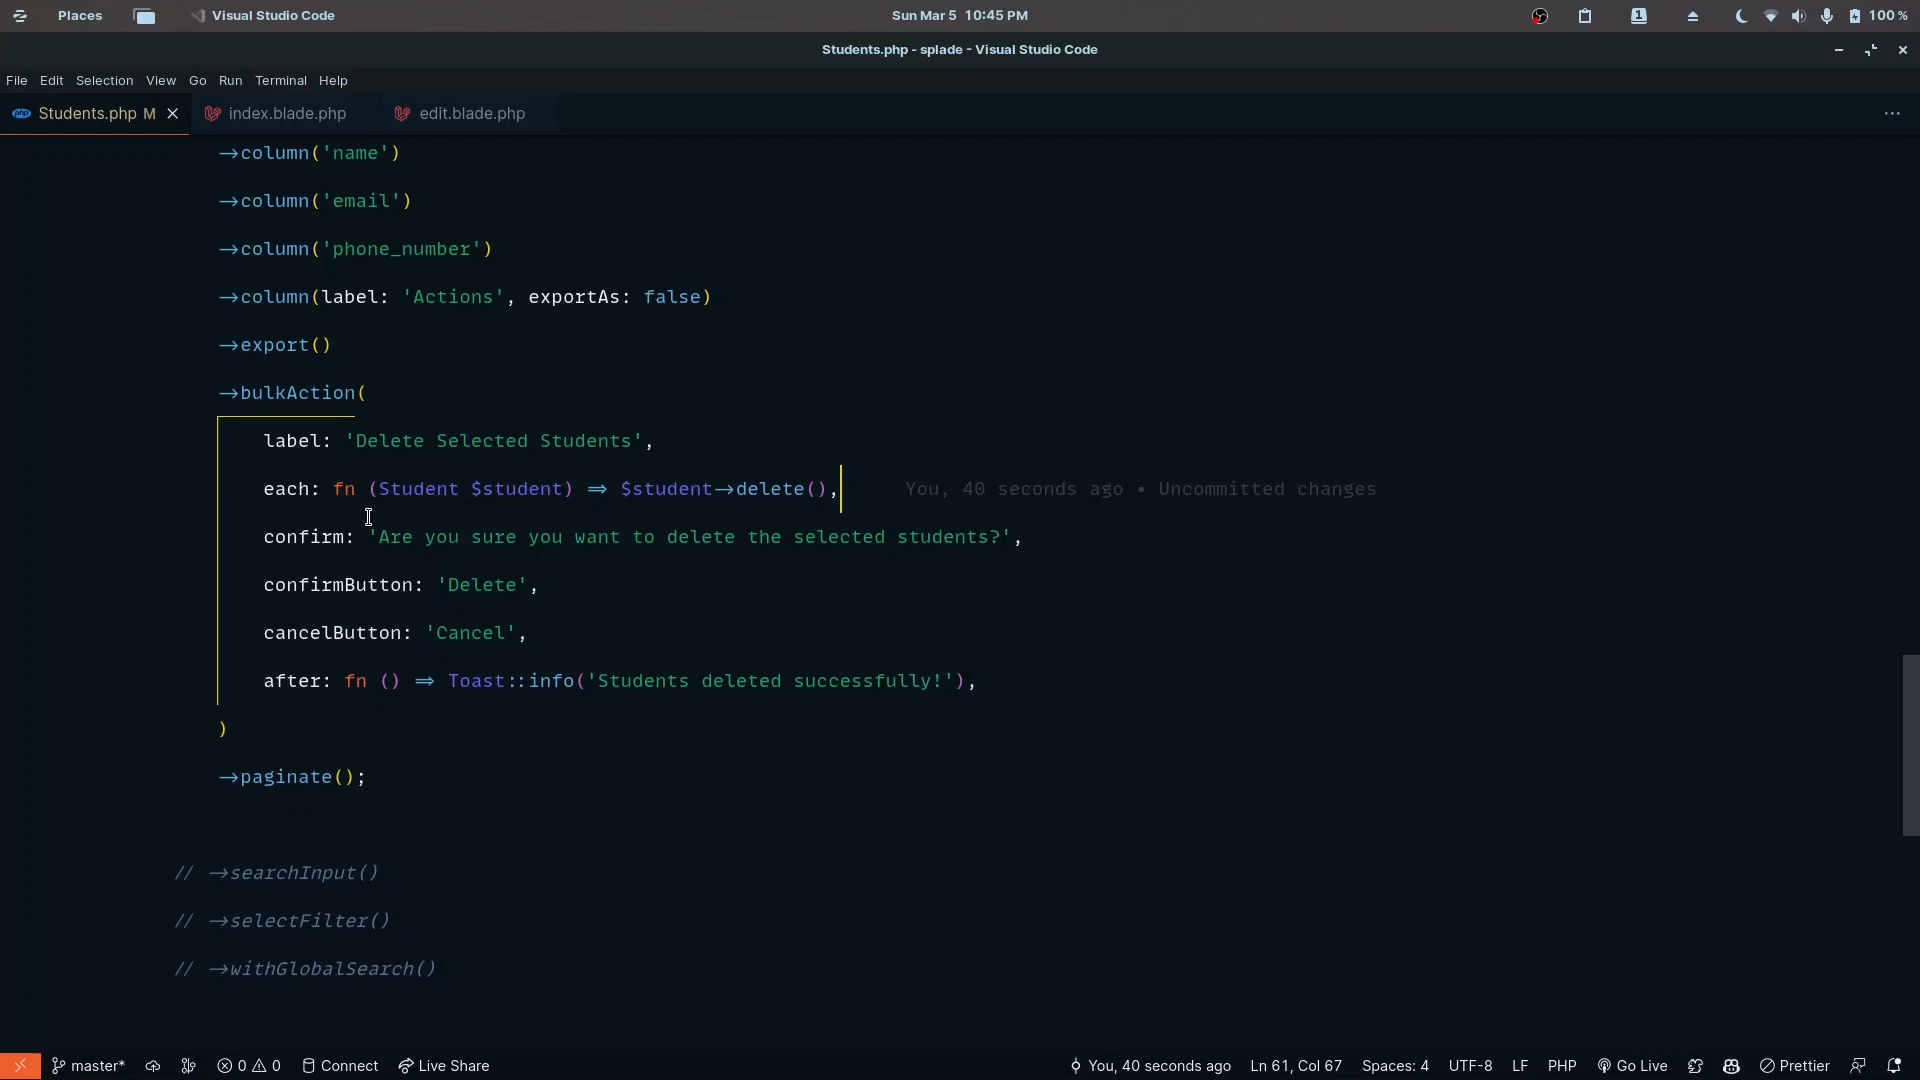 Places Visual Studio Code Sun Mar 5 10:45 PM 1 100 %
Students.php - splade - Visual Studio Code
File Edit Selection View Go Run Terminal Help
php Students.php M index.blade.php edit.blade.php
->column('name')
->column('email')
->column('phone_number')
->column(label: 'Actions', exportAs: false)
->export()
->bulkAction(
label: 'Delete Selected Students',
each: fn (Student $student) => $student->delete(), You, 40 seconds ago • Uncommitted changes
confirm: 'Are you sure you want to delete the selected students?',
confirmButton: 'Delete',
cancelButton: 'Cancel',
after: fn () => Toast::info('Students deleted successfully!'),
)
->paginate();
// ->searchInput()
// ->selectFilter()
// ->withGlobalSearch()
master* 0 0 Connect Live Share You, 40 seconds ago Ln 61, Col 67 Spaces: 4 UTF-8 LF PHP Go Live Prettier